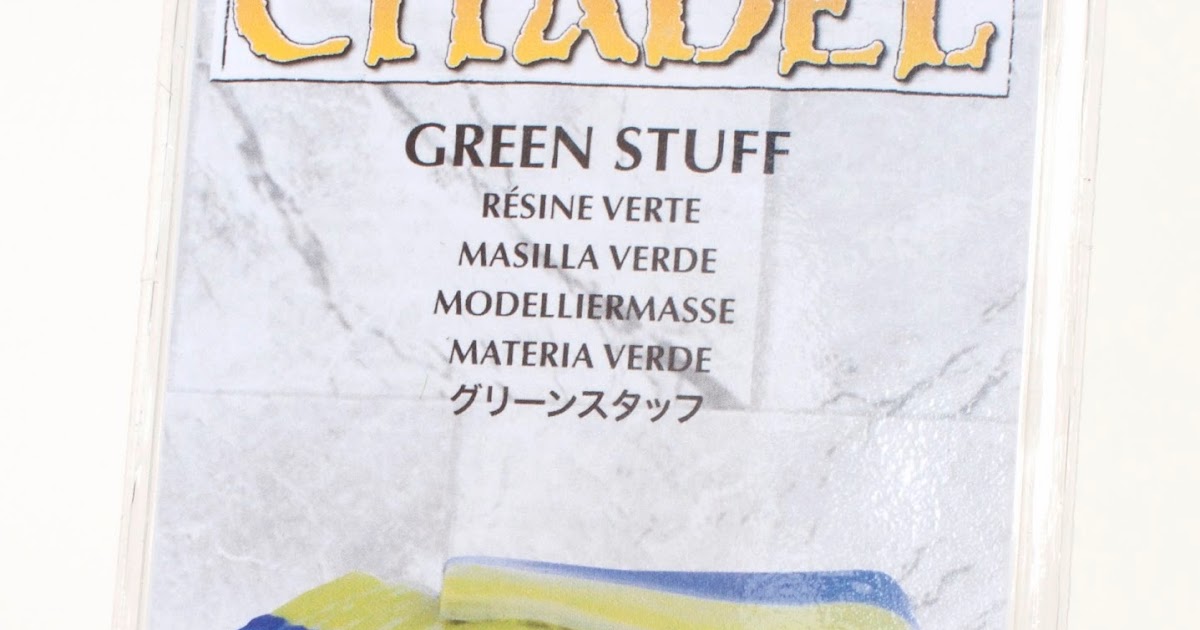 CITADEL
GREEN STUFF
RÉSINE VERTE
MASILLA VERDE
MODELLIERMASSE
MATERIA VERDE
グリーンスタッフ